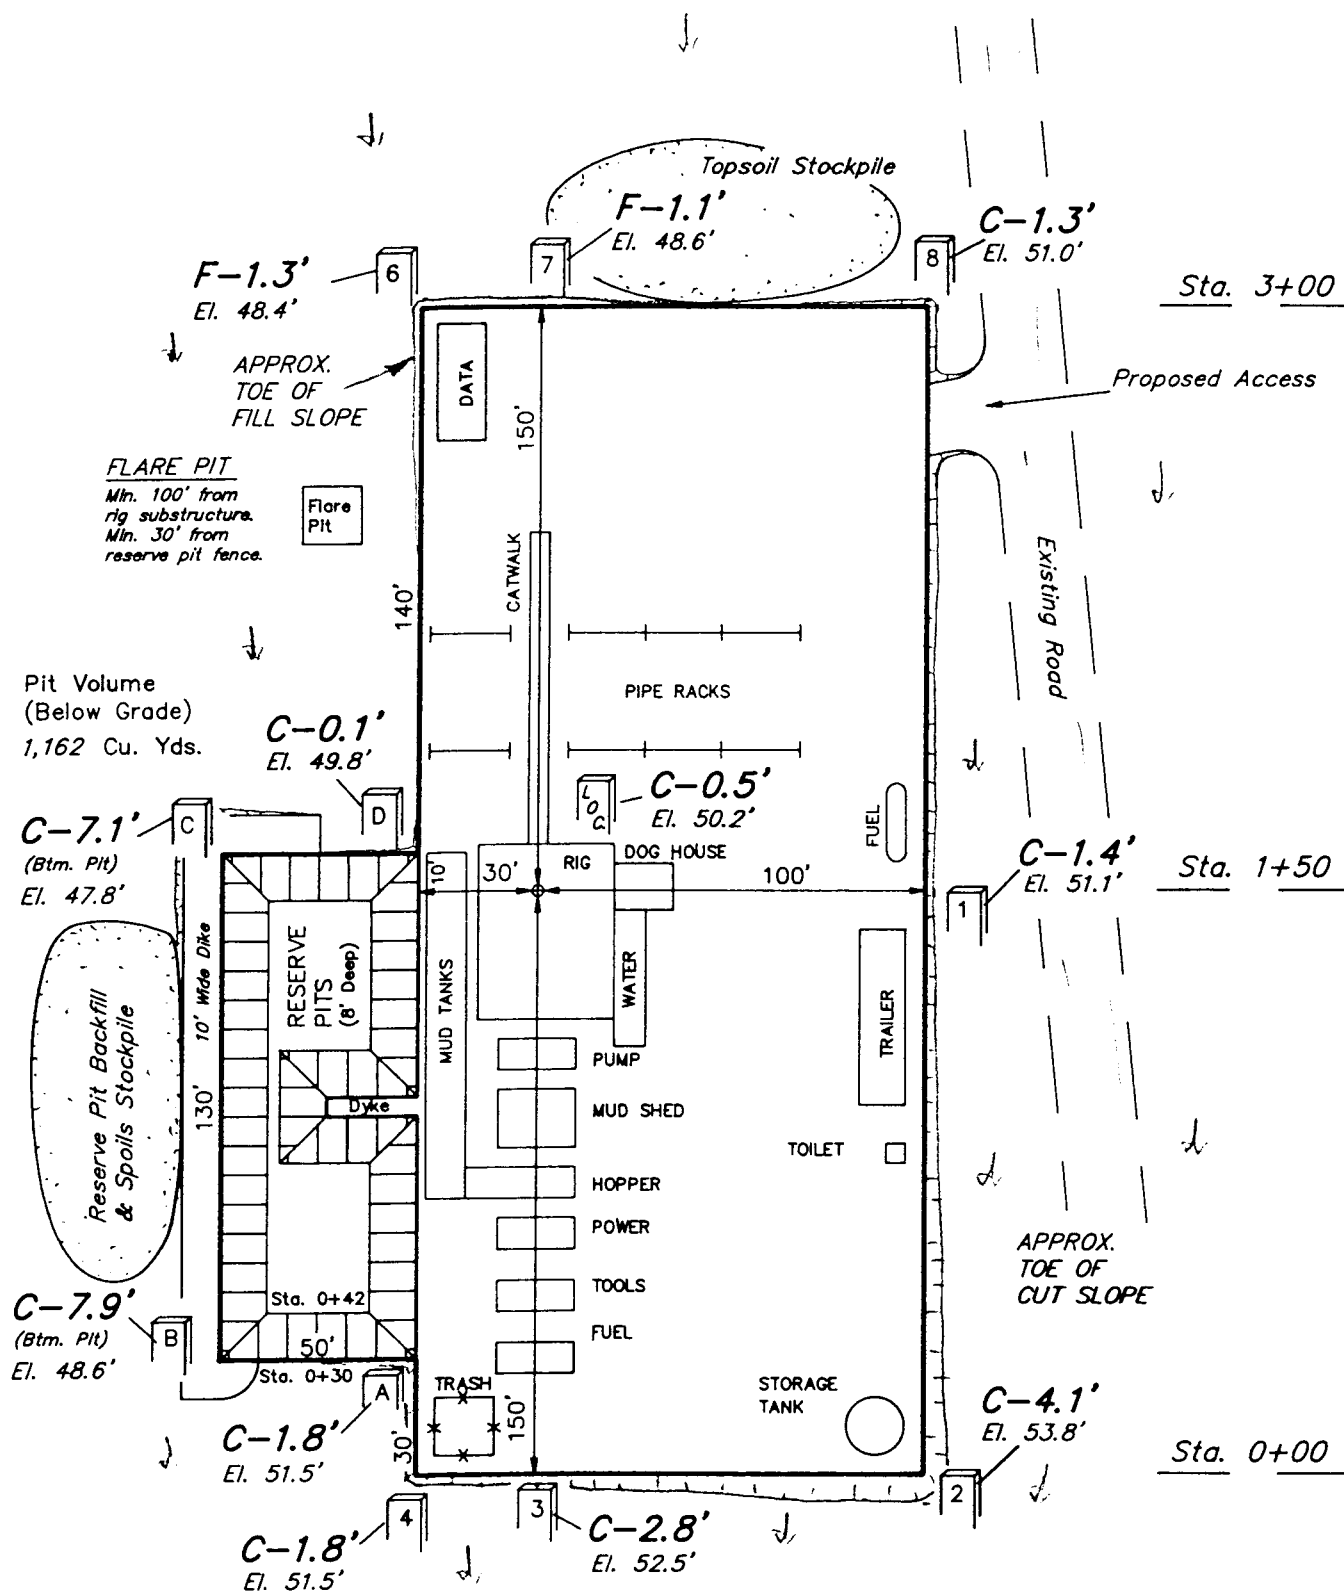 Topsoil Stockpile
F-1.1'
El. 48.6'
C-1.3'
El. 51.0'
7
8
6
F-1.3'
El. 48.4'
Sta. 3+00
APPROX.
TOE OF
FILL SLOPE
DATA
150'
Proposed Access
FLARE PIT
Min. 100' from
rig substructure.
Min. 30' from
reserve pit fence.
Flare
Pit
CATWALK
140'
Existing Road
PIPE RACKS
Pit Volume
(Below Grade)
1,162 Cu. Yds.
C-0.1'
El. 49.8'
D
LOG.
C-0.5'
El. 50.2'
FUEL
C
C-7.1'
(Btm. Pit)
El. 47.8'
10'
30'
RIG
DOG HOUSE
100'
C-1.4'
El. 51.1'
1
Sta. 1+50
10' Wide Dike
130'
RESERVE
PITS
(8' Deep)
MUD TANKS
WATER
TRAILER
Reserve Pit Backfill
& Spoils Stockpile
PUMP
MUD SHED
Dyke
TOILET
HOPPER
POWER
TOOLS
FUEL
APPROX.
TOE OF
CUT SLOPE
Sta. 0+42
50'
Sta. 0+30
C-7.9'
(Btm. Pit)
El. 48.6'
B
A
TRASH
150'
30'
STORAGE
TANK
C-4.1'
El. 53.8'
2
Sta. 0+00
C-1.8'
El. 51.5'
4
3
C-2.8'
El. 52.5'
C-1.8'
El. 51.5'